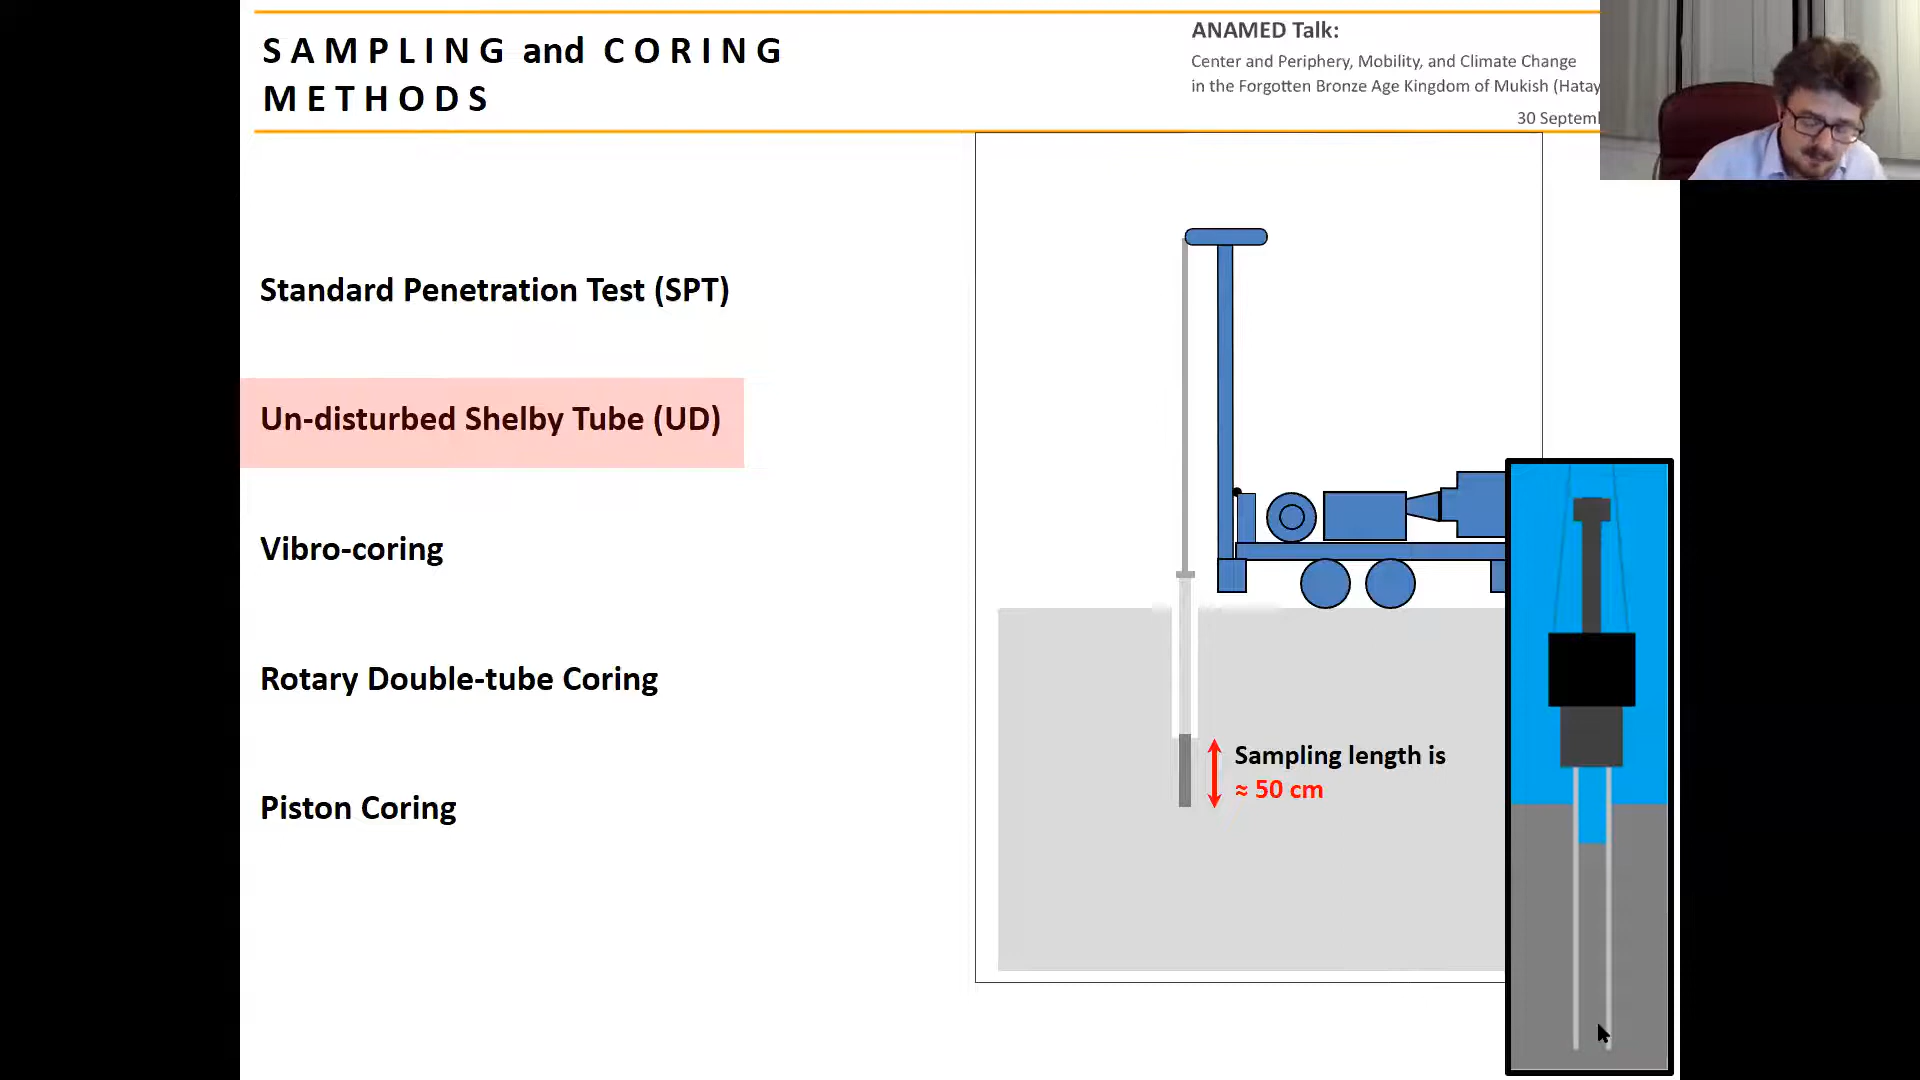 SAMPLING and CORING
METHODS
ANAMED Talk:
Center and Periphery, Mobility, and Climate Change
in the Forgotten Bronze Age Kingdom of Mukish (Hatay
30 Septem
Standard Penetration Test (SPT)
Un-disturbed Shelby Tube (UD)
Vibro-coring
Rotary Double-tube Coring
Piston Coring
Sampling length is
≈ 50 cm